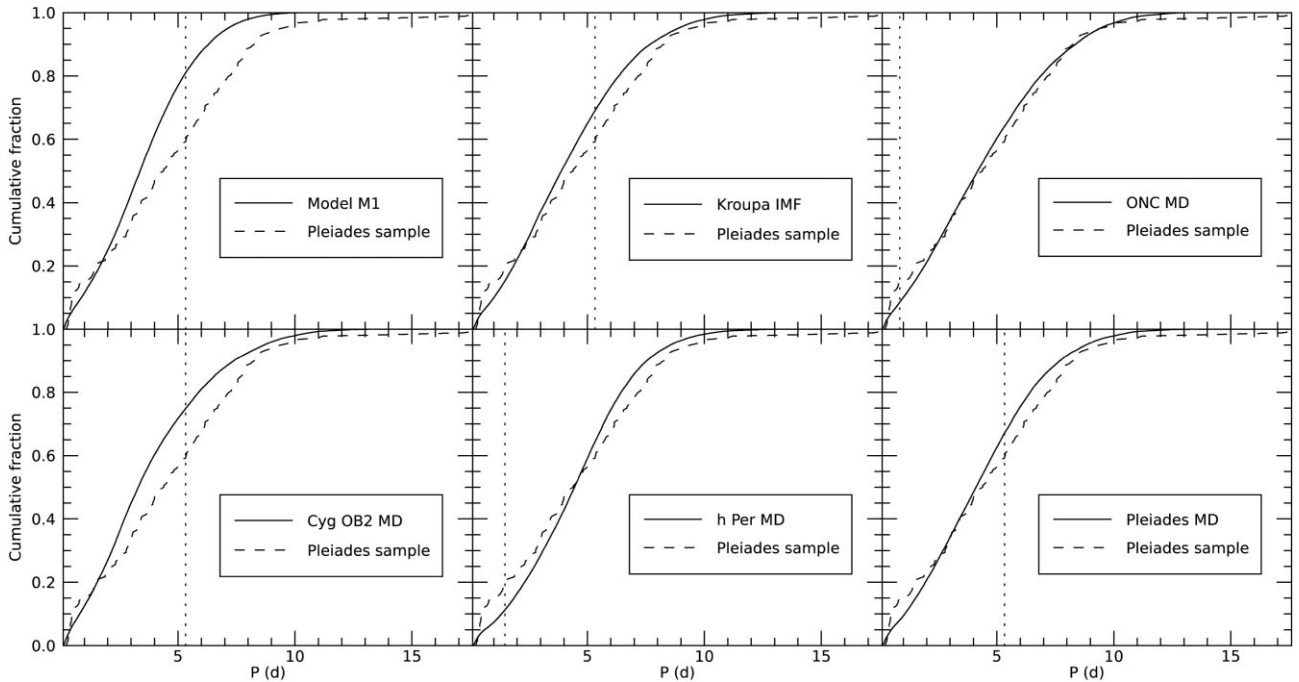 1.0
0.8
0.6
0.4
0.2
Cumulative fraction
Model M1
Pleiades sample
Kroupa IMF
Pleiades sample
ONC MD
Pleiades sample
1.0
0.8
0.6
0.4
0.2
0.0
Cumulative fraction
Cyg OB2 MD
Pleiades sample
h Per MD
Pleiades sample
Pleiades MD
Pleiades sample
5 10 15
5 10 15
5 10 15
P (d)
P (d)
P (d)